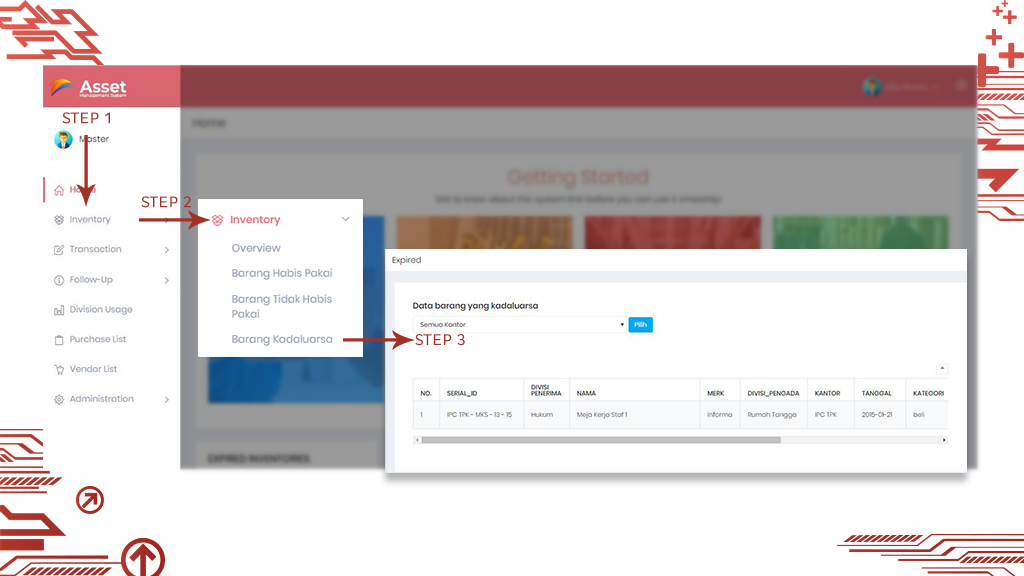 Asset
Management System
STEP 1
Master
Home
Home
Inventory
Transaction
Follow-Up
Division Usage
Purchase List
Vendor List
Administration
STEP 2
Getting Started
Get to know about this system first before you can use it smoothly!
Inventory
Overview
Barang Habis Pakai
Barang Tidak Habis
Pakai
Barang Kadaluarsa
STEP 3
EXPIRED INVENTORIES
Expired
Data barang yang kadaluarsa
Semua Kantor
Pilih
NO. SERIAL_ID DIVISI PENERIMA NAMA MERK DIVISI_PENGADA KANTOR TANGGAL KATEGORI
1 IPC TPK - MKS - 13 - 15 Hukum Meja Kerja Staf 1 Informa Rumah Tangga IPC TPK 2015-01-21 beli